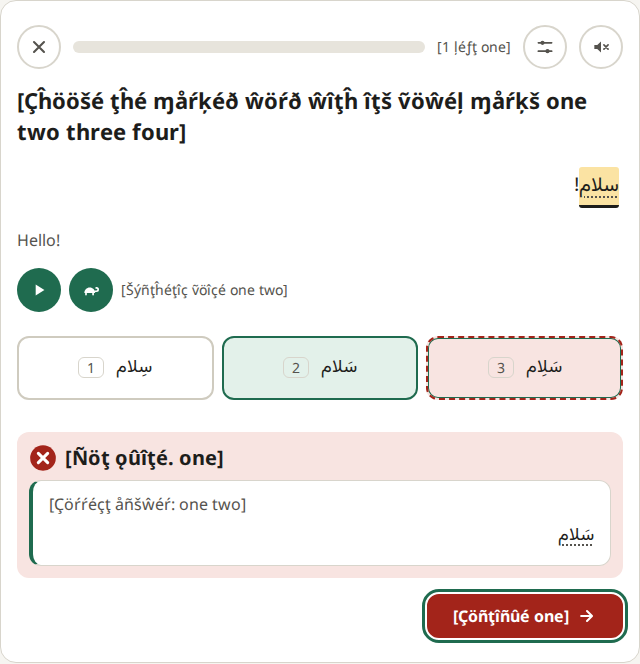 [1 ļéƒţ one]
[Çĥööšé ţĥé ɱåŕķéð ŵöŕð ŵîţĥ îţš ṽöŵéļ ɱåŕķš one
two three four]
سلام!
Hello!
[Šýñţĥéţîç ṽöîçé one two]
1 سِلام
2 سَلام
3 سَلِام
[Ñöţ ǫûîţé. one]
[Çöŕŕéçţ åñšŵéŕ: one two]
سَلام
[Çöñţîñûé one]